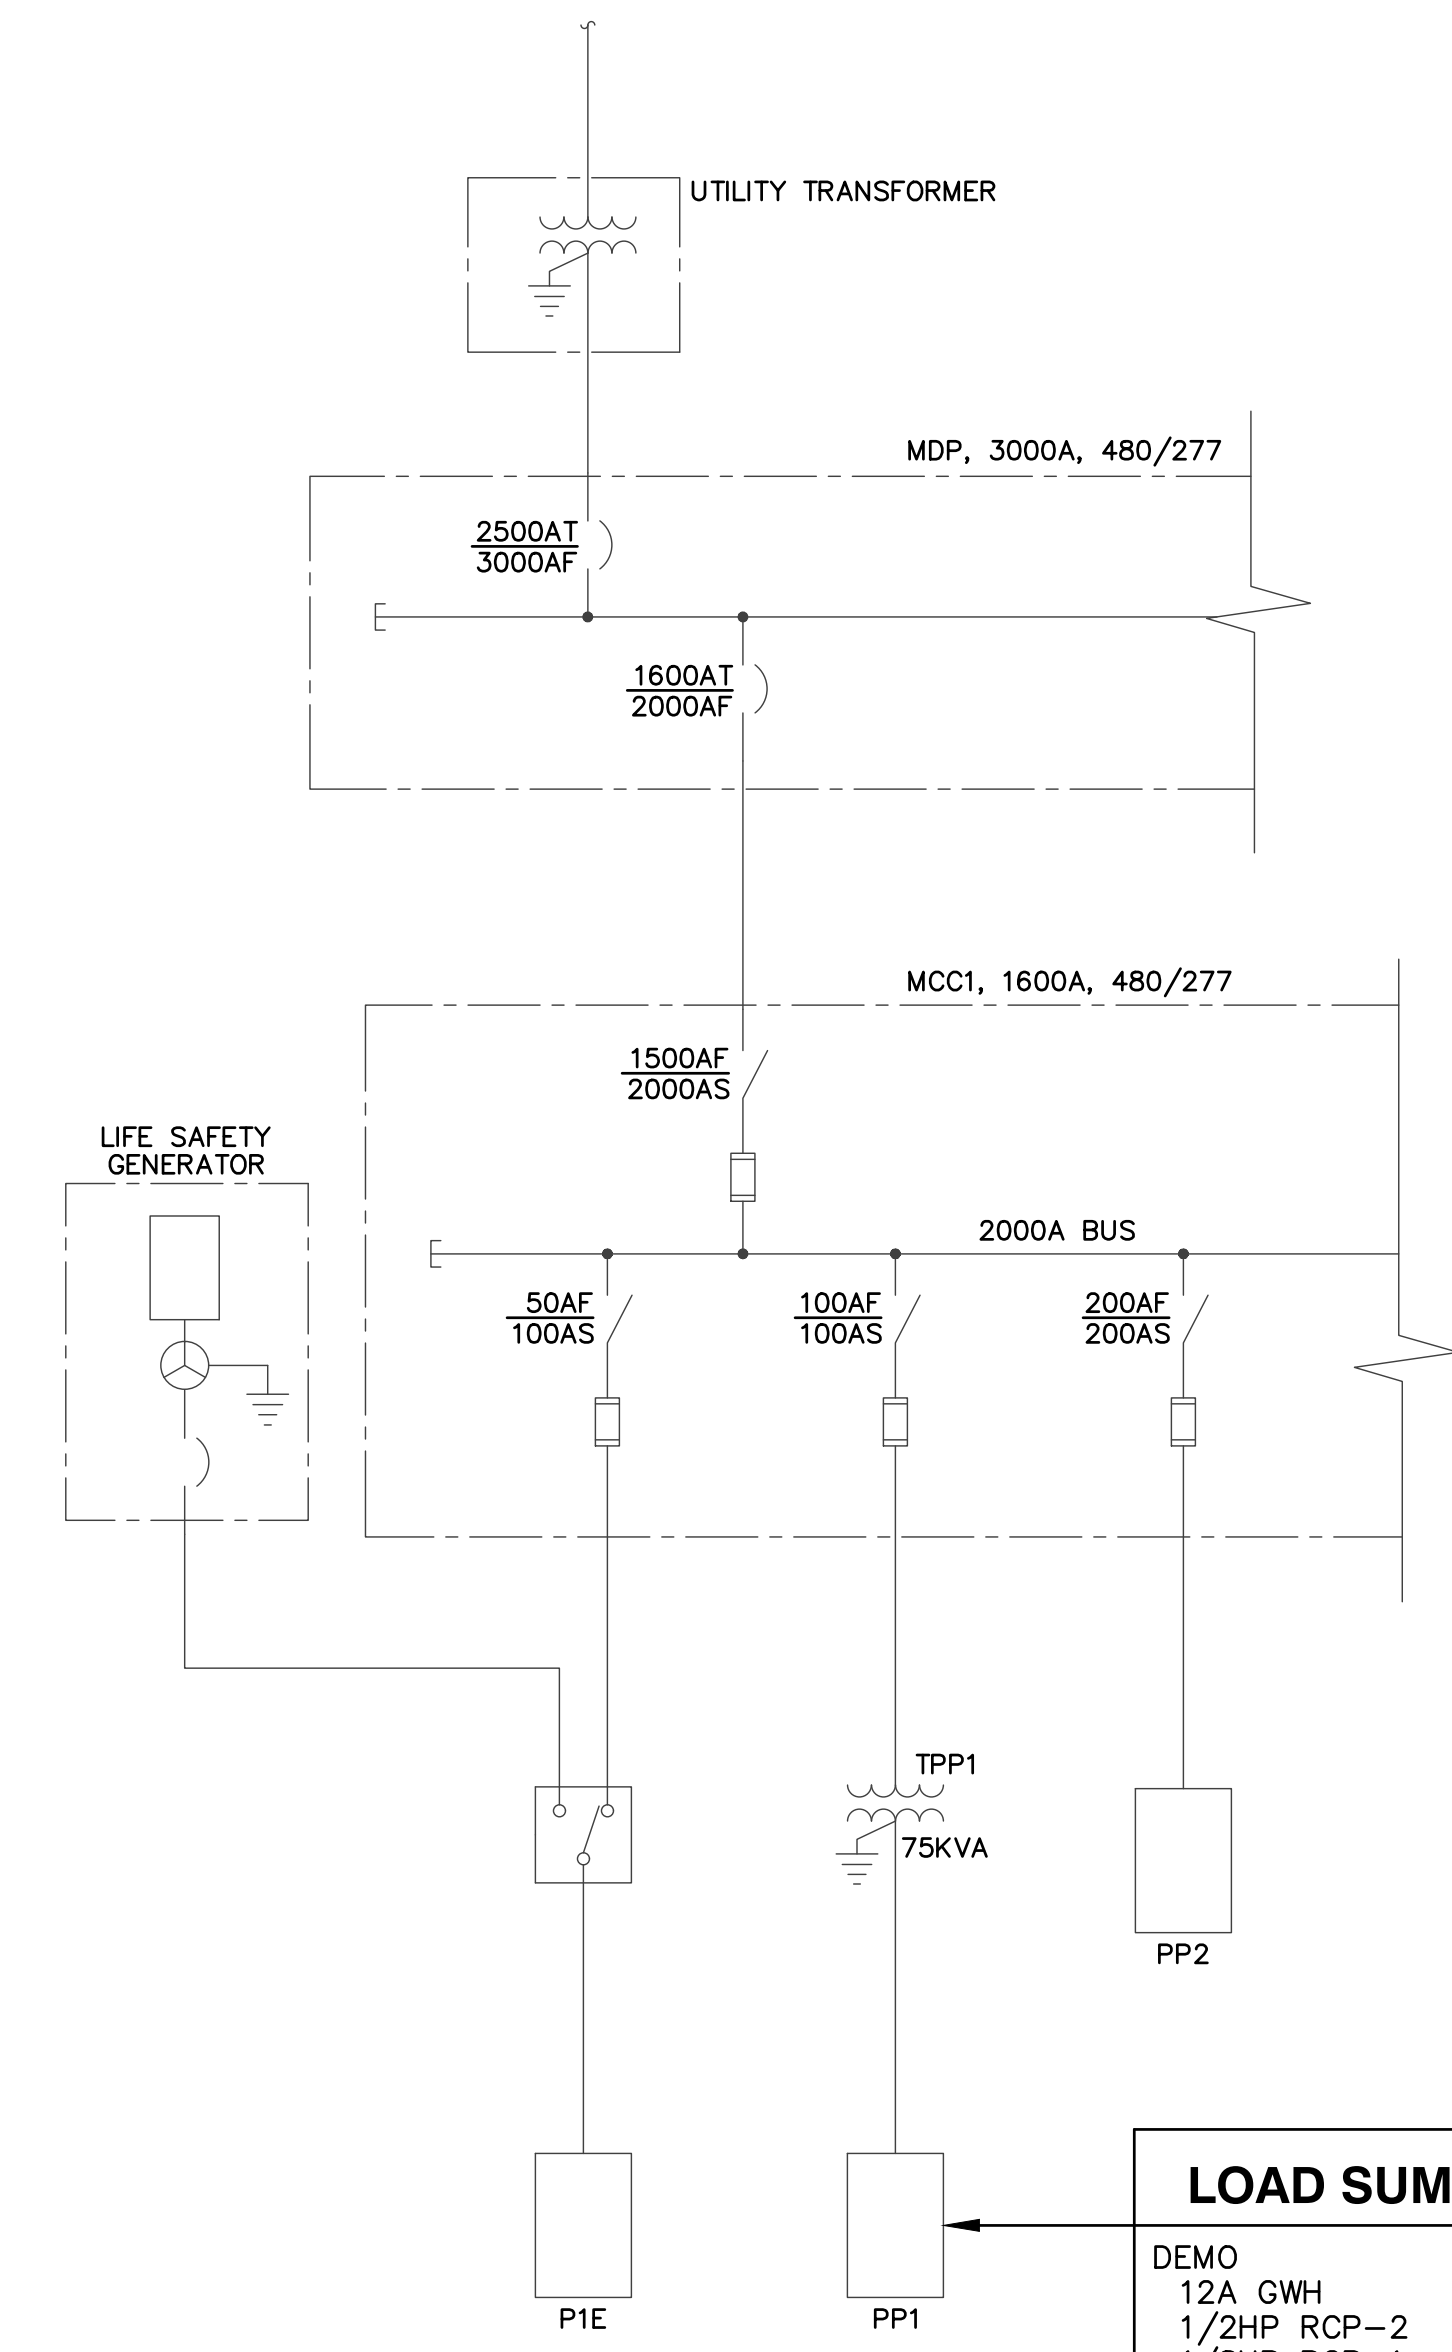 UTILITY TRANSFORMER
MDP, 3000A, 480/277
2500AT
3000AF
1600AT
2000AF
MCC1, 1600A, 480/277
1500AF
2000AS
LIFE SAFETY
GENERATOR
2000A BUS
50AF
100AS
100AF
100AS
200AF
200AS
TPP1
75KVA
PP2
LOAD SUM
DEMO
12A GWH
1/2HP RCP-2
P1E
PP1